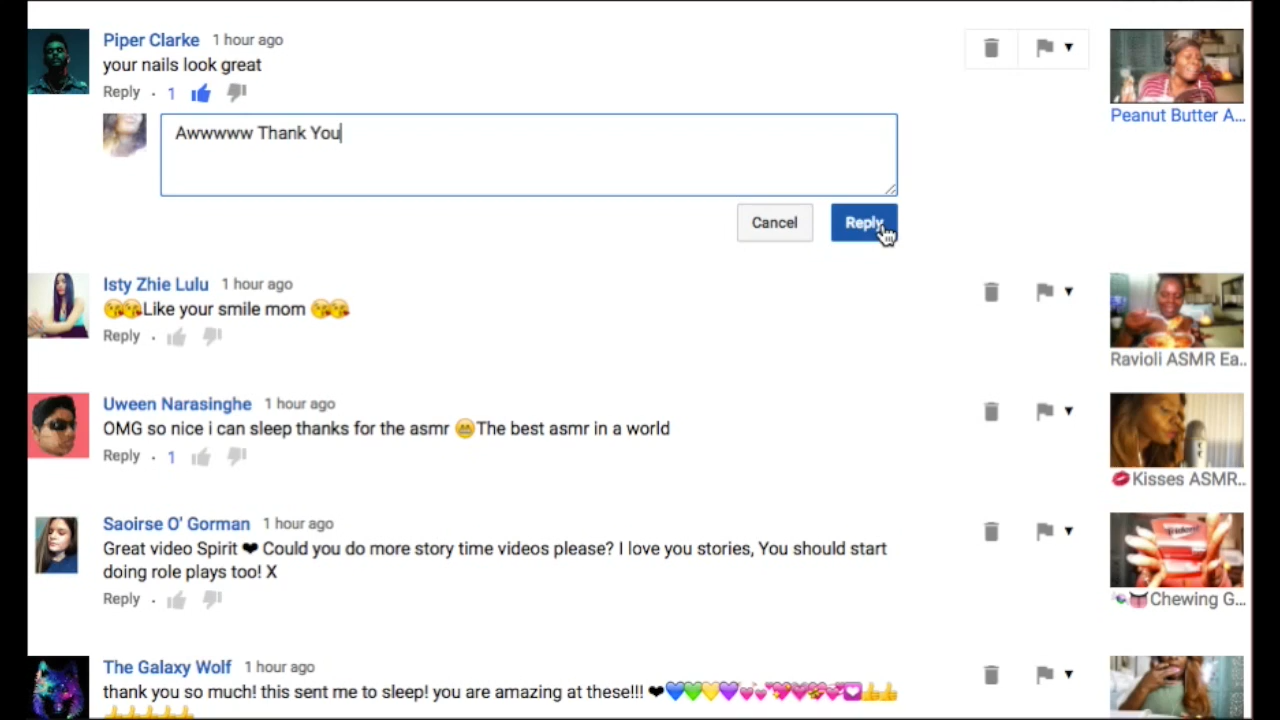 Piper Clarke 1 hour ago
your nails look great
Reply · 1
Peanut Butter A...
Awwwww Thank You
Cancel Reply
Isty Zhie Lulu 1 hour ago
😘😘Like your smile mom 😘😘
Reply ·
Ravioli ASMR Ea..
Uween Narasinghe 1 hour ago
OMG so nice i can sleep thanks for the asmr 😁The best asmr in a world
Reply · 1
💋Kisses ASMR..
Saoirse O' Gorman 1 hour ago
Great video Spirit ❤ Could you do more story time videos please? I love you stories, You should start
doing role plays too! X
Trident
Reply ·
🍬👅Chewing G...
The Galaxy Wolf 1 hour ago
thank you so much! this sent me to sleep! you are amazing at these!!! ❤💙💚💛💜💕💞💖💗💝💓💟👍👍
👍👍👍👍👍